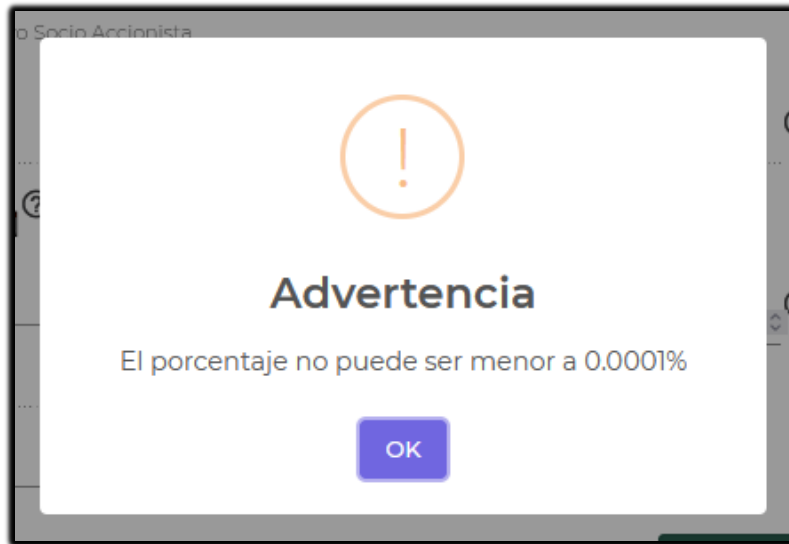 o Socio Accionista
!
Advertencia
El porcentaje no puede ser menor a 0.0001%
OK